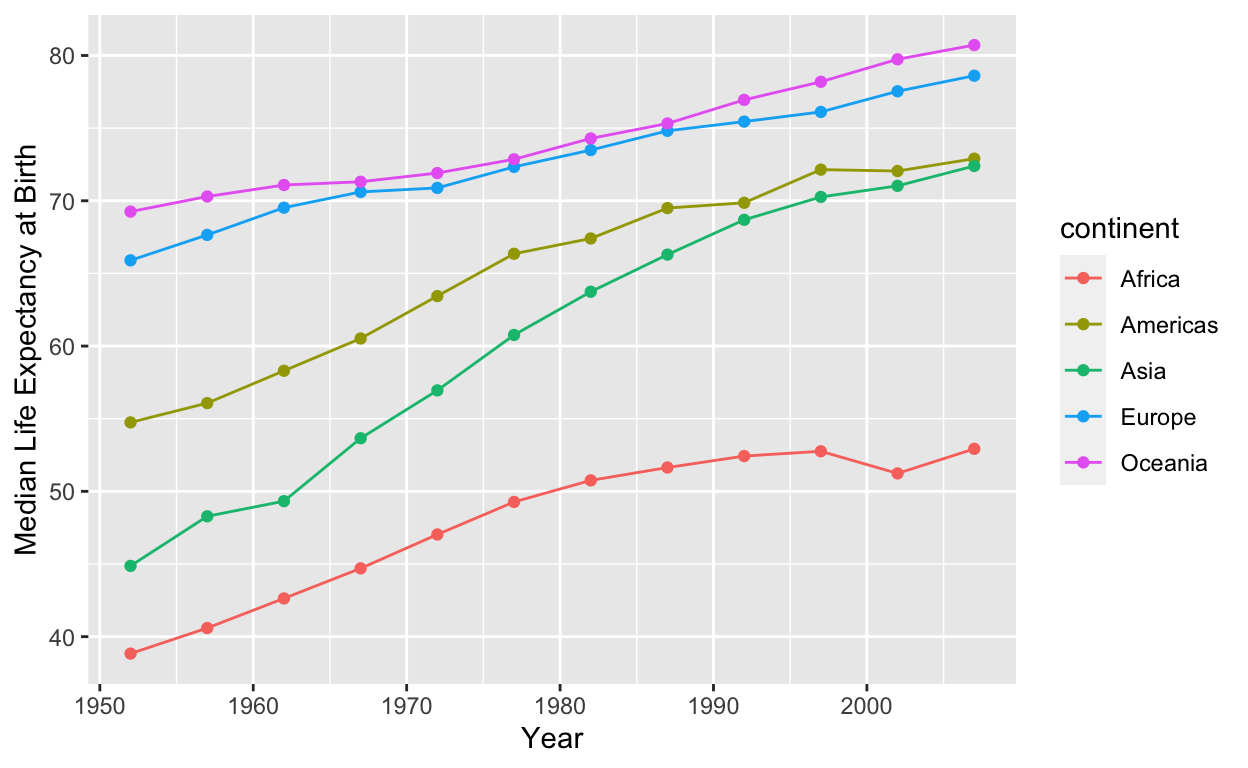 Median Life Expectancy at Birth
80
70
60
50
40
1950 1960 1970 1980 1990 2000
Year
continent
Africa
Americas
Asia
Europe
Oceania